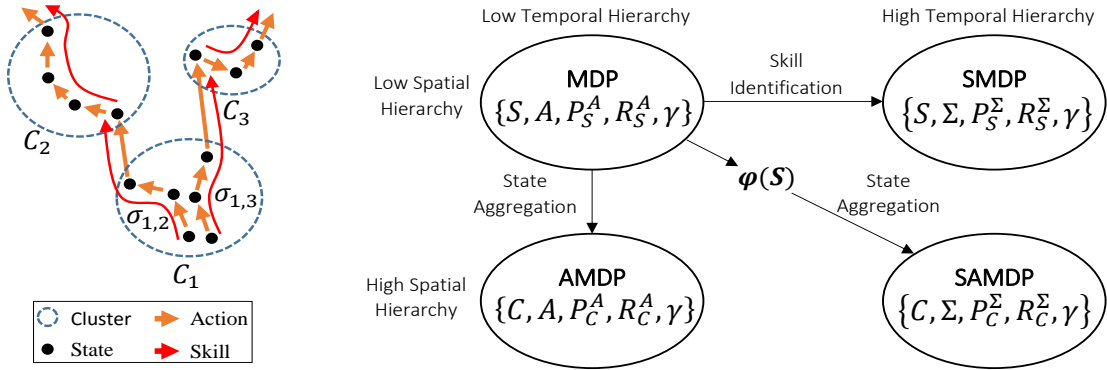 C₂
C₃
σ₁,₂
σ₁,₃
C₁
Cluster
Action
State
Skill
Low Temporal Hierarchy
High Temporal Hierarchy
Low Spatial
Hierarchy
MDP
{S, A, P_S^A, R_S^A, γ}
Skill
Identification
SMDP
{S, Σ, P_S^Σ, R_S^Σ, γ}
State
Aggregation
φ(S)
State
Aggregation
High Spatial
Hierarchy
AMDP
{C, A, P_C^A, R_C^A, γ}
SAMDP
{C, Σ, P_C^Σ, R_C^Σ, γ}